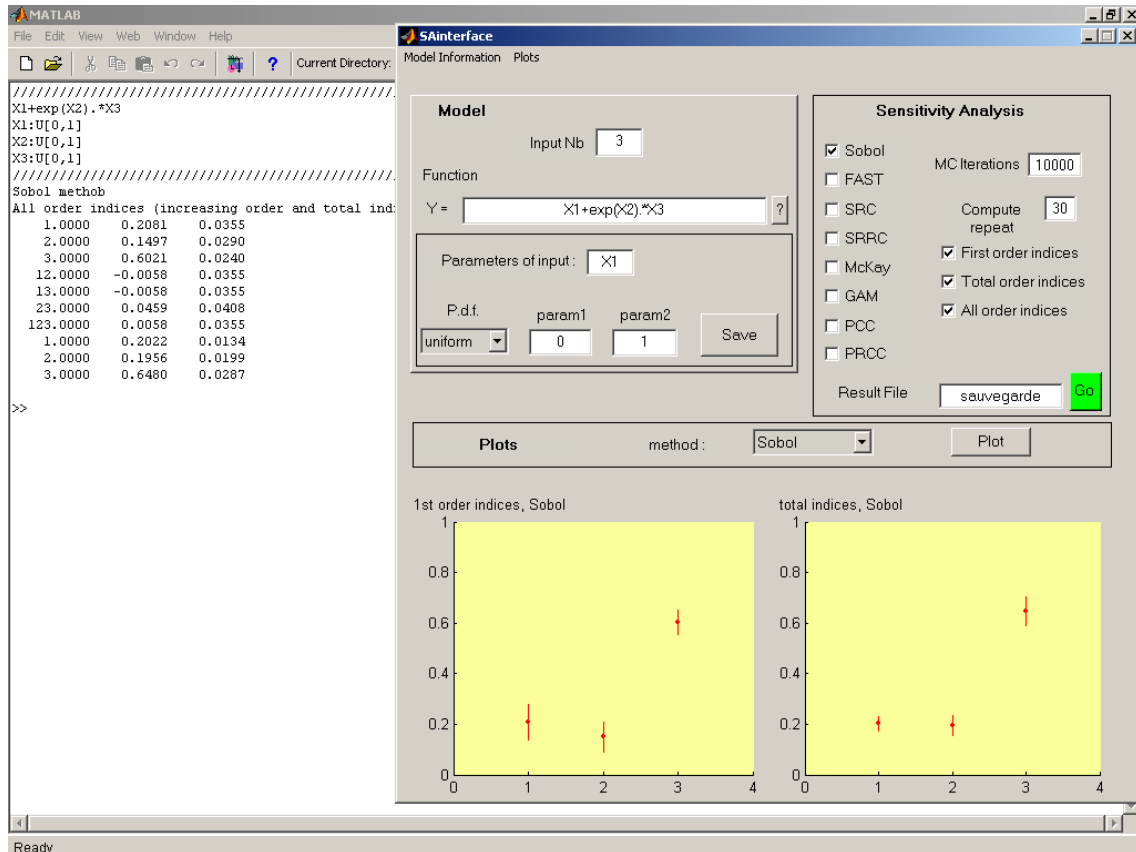 MATLAB
File Edit View Web Window Help
? Current Directory:
//////////////////////////////////////////////////
X1+exp(X2).*X3
X1:U[0,1]
X2:U[0,1]
X3:U[0,1]
//////////////////////////////////////////////////
Sobol methob
All order indices (increasing order and total ind
1.0000 0.2081 0.0355
2.0000 0.1497 0.0290
3.0000 0.6021 0.0240
12.0000 -0.0058 0.0355
13.0000 -0.0058 0.0355
23.0000 0.0459 0.0408
123.0000 0.0058 0.0355
1.0000 0.2022 0.0134
2.0000 0.1956 0.0199
3.0000 0.6480 0.0287
>>
Ready
SAinterface
Model Information Plots
Model
Input Nb 3
Function
Y = X1+exp(X2).*X3 ?
Parameters of input : X1
P.d.f. param1 param2
uniform 0 1 Save
Sensitivity Analysis
Sobol
FAST
SRC
SRRC
McKay
GAM
PCC
PRCC
MC Iterations 10000
Compute 30
repeat
First order indices
Total order indices
All order indices
Result File sauvegarde Go
Plots method : Sobol Plot
1st order indices, Sobol
1
0.8
0.6
0.4
0.2
0
0 1 2 3 4
total indices, Sobol
1
0.8
0.6
0.4
0.2
0
0 1 2 3 4